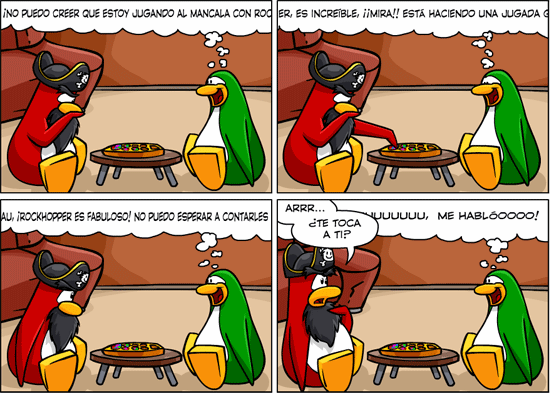 ¡NO PUEDO CREER QUE ESTOY JUGANDO AL MANCALA CON ROC
ER, ES INCREÍBLE, ¡¡MIRA!! ESTÁ HACIENDO UNA JUGADA G
AU, ¡ROCKHOPPER ES FABULOSO! NO PUEDO ESPERAR A CONTARLES
ARRR...
¿TE TOCA
A TI?
UUUUUUU, ME HABLÓOOOO!